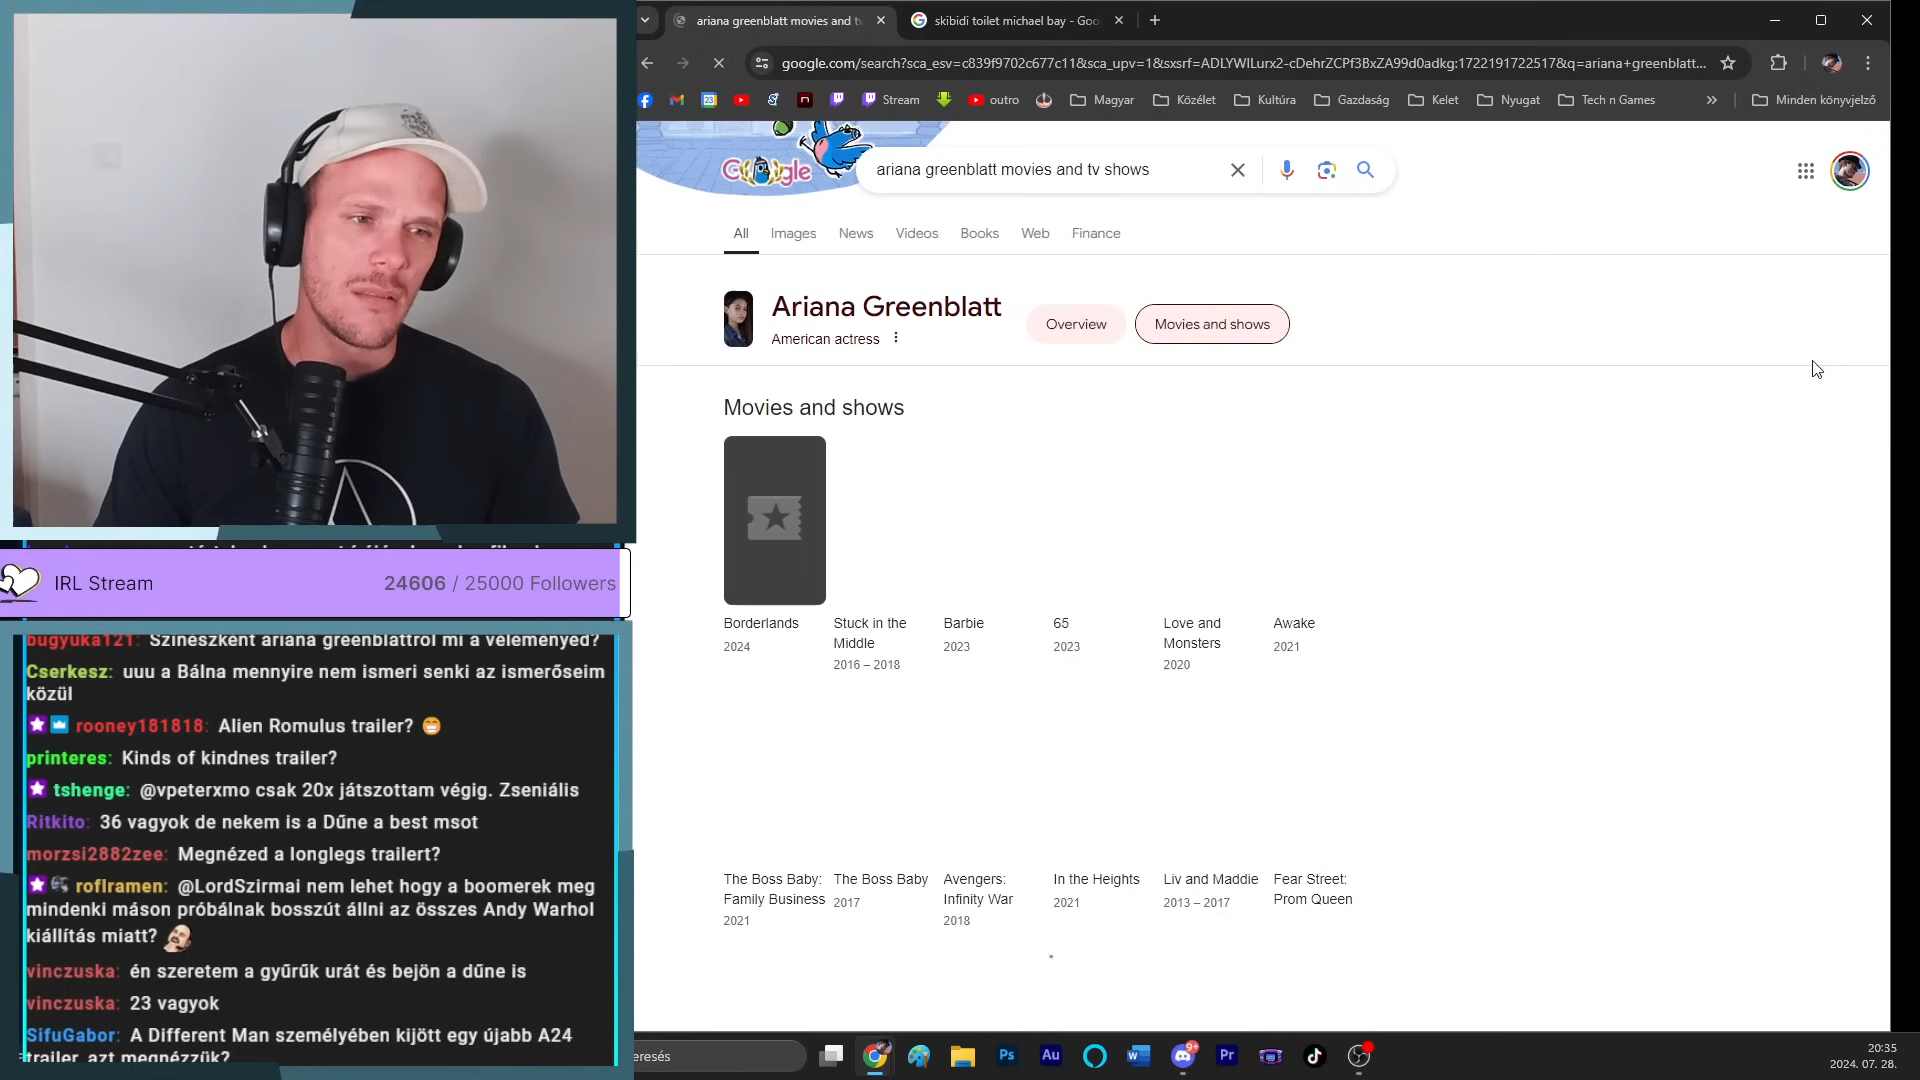 ariana greenblatt movies and tv
skibidi toilet michael bay - Goo
google.com/search?sca_esv=c839f9702c677c11&sca_upv=1&sxsrf=ADLYWILurx2-cDehrZCPf3BxZA99d0adkg:1722191722517&q=ariana+greenblatt...
Stream
outro
Magyar
Közélet
Kultúra
Gazdaság
Kelet
Nyugat
Tech n Games
Minden könyvjelző
Google
ariana greenblatt movies and tv shows
All Images News Videos Books Web Finance
Ariana Greenblatt
American actress
Overview
Movies and shows
Movies and shows
Borderlands
2024
Stuck in the
Middle
2016 – 2018
Barbie
2023
65
2023
Love and
Monsters
2020
Awake
2021
The Boss Baby:
Family Business
2021
The Boss Baby
2017
Avengers:
Infinity War
2018
In the Heights
2021
Liv and Maddie
2013 – 2017
Fear Street:
Prom Queen
IRL Stream 24606 / 25000 Followers
bugyuka121: Színészként ariana greenblattról mi a véleményed?
Cserkesz: uuu a Bálna mennyire nem ismeri senki az ismerőseim
közül
rooney181818: Alien Romulus trailer?
printeres: Kinds of kindnes trailer?
tshenge: @vpeterxmo csak 20x játszottam végig. Zseniális
Ritkito: 36 vagyok de nekem is a Dűne a best msot
morzsi2882zee: Megnézed a longlegs trailert?
roflramen: @LordSzirmai nem lehet hogy a boomerek meg
mindenki máson próbálnak bosszút állni az összes Andy Warhol
kiállítás miatt?
vinczuska: én szeretem a gyűrűk urát és bejön a dűne is
vinczuska: 23 vagyok
SifuGabor: A Different Man személyében kijött egy újabb A24
trailer, azt megnézzük?
eresés
Ps
Au
W
9+
Pr
20:35
2024. 07. 28.